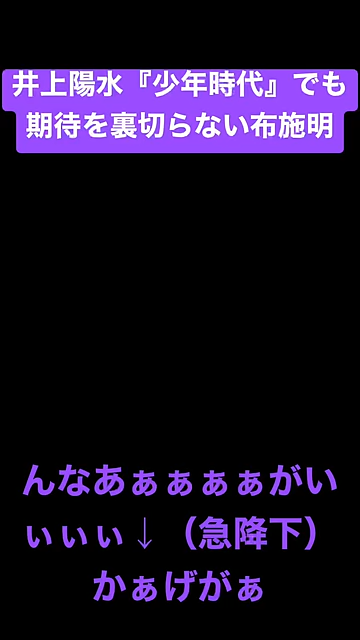 井上陽水『少年時代』でも
期待を裏切らない布施明
んなあぁぁぁぁがい
ぃぃぃ↓（急降下）
かぁげがぁ